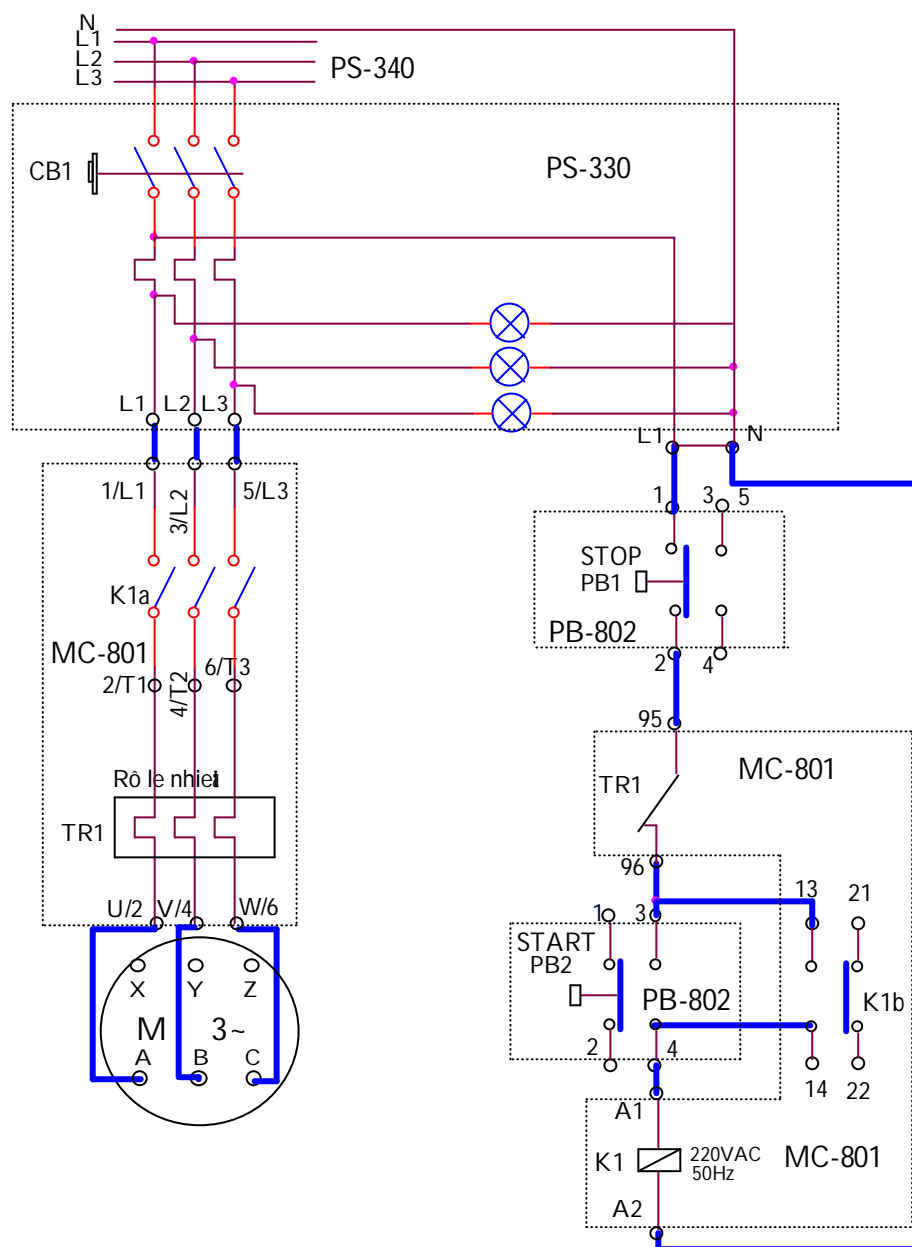 N
L1
L2
L3
PS-340
CB1
PS-330
L1 L2 L3
L1 N
1/L1 3/L2 5/L3
1 3 5
STOP
PB1
K1a
PB-802
MC-801
2/T1 4/T2 6/T3
2 4
95
MC-801
TR1
Rô le nhiet
TR1
96
13 21
U/2 V/4 W/6
1 3
START
PB2
PB-802
K1b
X Y Z
M 3~
A B C
2 4
14 22
A1
K1
220VAC
50Hz
MC-801
A2